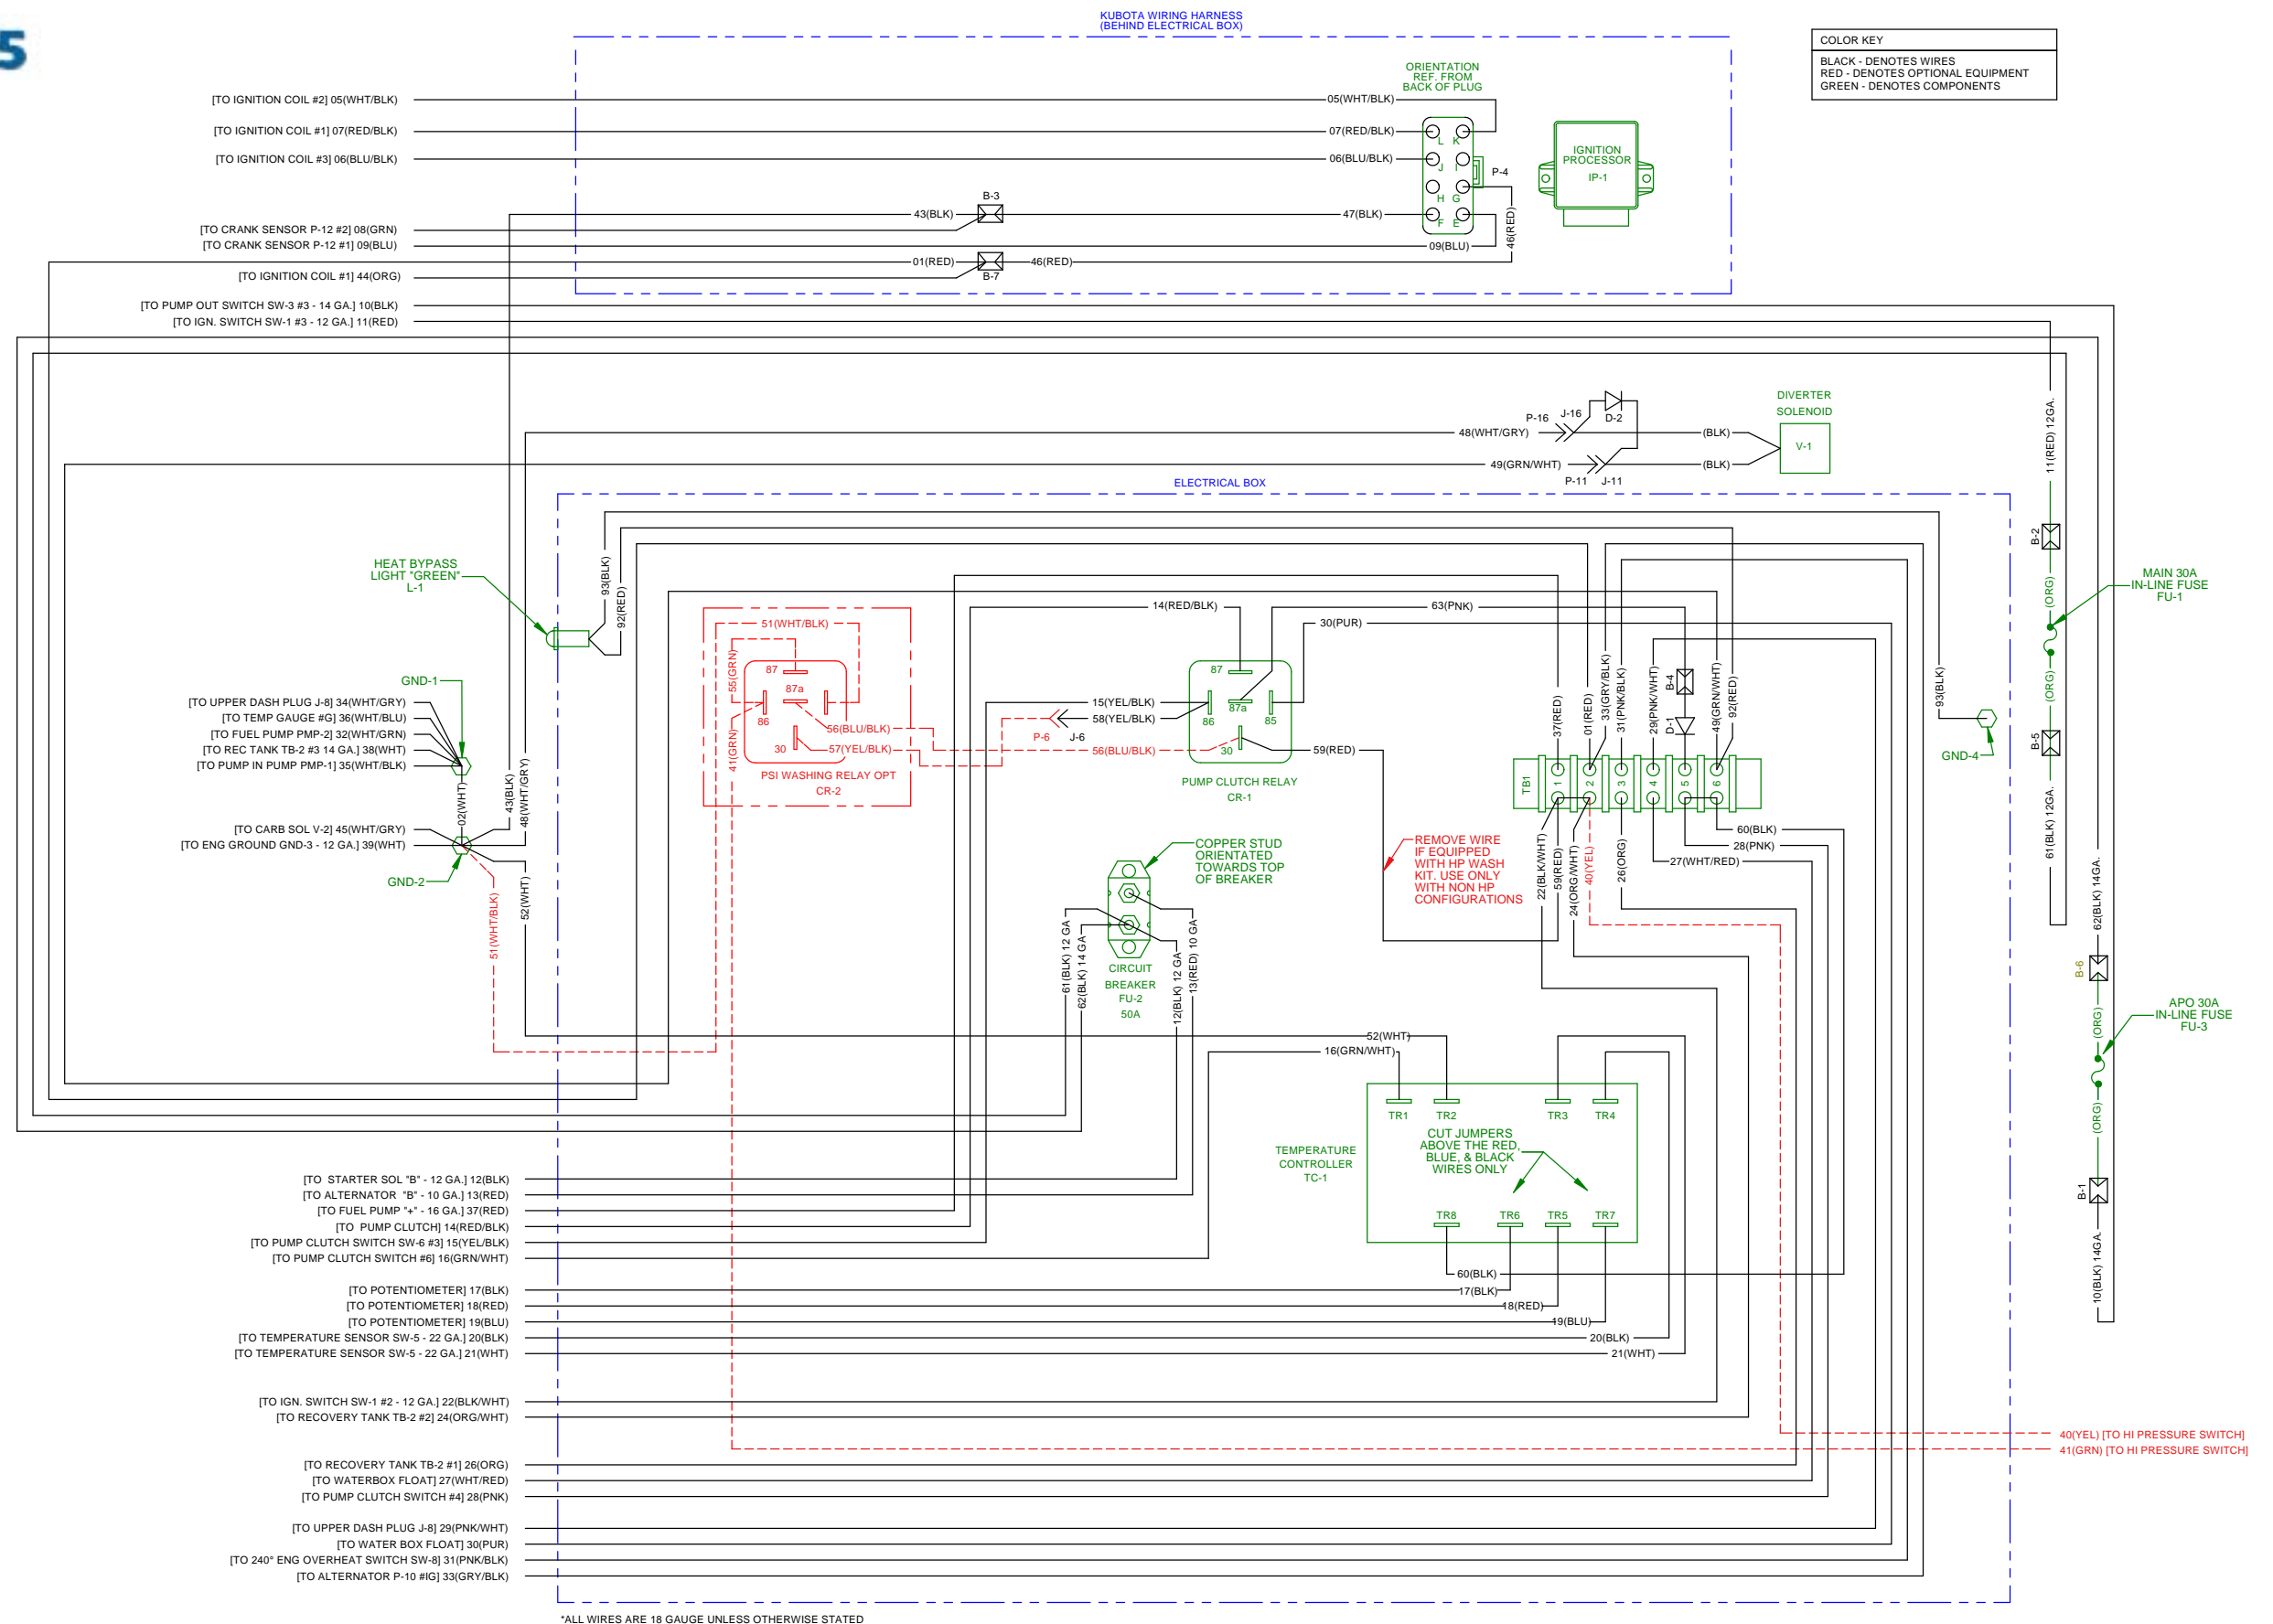 5
KUBOTA WIRING HARNESS
(BEHIND ELECTRICAL BOX)
COLOR KEY
BLACK - DENOTES WIRES
RED - DENOTES OPTIONAL EQUIPMENT
GREEN - DENOTES COMPONENTS
ORIENTATION
REF. FROM
BACK OF PLUG
[TO IGNITION COIL #2] 05(WHT/BLK)
05(WHT/BLK)
[TO IGNITION COIL #1] 07(RED/BLK)
07(RED/BLK)
[TO IGNITION COIL #3] 06(BLU/BLK)
06(BLU/BLK)
L K
J I
H G
F E
P-4
IGNITION
PROCESSOR
IP-1
B-3
43(BLK)
47(BLK)
46(RED)
[TO CRANK SENSOR P-12 #2] 08(GRN)
[TO CRANK SENSOR P-12 #1] 09(BLU)
09(BLU)
01(RED)
46(RED)
B-7
[TO IGNITION COIL #1] 44(ORG)
[TO PUMP OUT SWITCH SW-3 #3 - 14 GA.] 10(BLK)
[TO IGN. SWITCH SW-1 #3 - 12 GA.] 11(RED)
DIVERTER
SOLENOID
V-1
P-16
J-16
D-2
48(WHT/GRY)
(BLK)
49(GRN/WHT)
(BLK)
P-11
J-11
11(RED) 12GA.
B-2
(ORG)
MAIN 30A
IN-LINE FUSE
FU-1
(ORG)
B-5
61(BLK) 12GA.
ELECTRICAL BOX
HEAT BYPASS
LIGHT "GREEN"
L-1
93(BLK)
92(RED)
14(RED/BLK)
63(PNK)
30(PUR)
51(WHT/BLK)
55(GRN)
87
87a
86
30
56(BLU/BLK)
57(YEL/BLK)
41(GRN)
PSI WASHING RELAY OPT
CR-2
15(YEL/BLK)
58(YEL/BLK)
P-6
J-6
56(BLU/BLK)
87
87a
86
85
30
59(RED)
PUMP CLUTCH RELAY
CR-1
37(RED)
01(RED)
33(GRY/BLK)
31(PNK/BLK)
29(PNK/WHT)
B-4
D-1
49(GRN/WHT)
92(RED)
93(BLK)
GND-4
TB1
1
2
3
4
5
6
GND-1
[TO UPPER DASH PLUG J-8] 34(WHT/GRY)
[TO TEMP GAUGE #G] 36(WHT/BLU)
[TO FUEL PUMP PMP-2] 32(WHT/GRN)
[TO REC TANK TB-2 #3 14 GA.] 38(WHT)
[TO PUMP IN PUMP PMP-1] 35(WHT/BLK)
02(WHT)
43(BLK)
48(WHT/GRY)
[TO CARB SOL V-2] 45(WHT/GRY)
[TO ENG GROUND GND-3 - 12 GA.] 39(WHT)
GND-2
51(WHT/BLK)
52(WHT)
COPPER STUD
ORIENTATED
TOWARDS TOP
OF BREAKER
61(BLK) 12 GA
62(BLK) 14 GA
12(BLK) 12 GA
13(RED) 10 GA
CIRCUIT
BREAKER
FU-2
50A
REMOVE WIRE
IF EQUIPPED
WITH HP WASH
KIT. USE ONLY
WITH NON HP
CONFIGURATIONS
22(BLK/WHT)
59(RED)
24(ORG/WHT)
40(YEL)
26(ORG)
60(BLK)
28(PNK)
27(WHT/RED)
62(BLK) 14GA.
B-6
(ORG)
APO 30A
IN-LINE FUSE
FU-3
(ORG)
B-1
10(BLK) 14GA.
52(WHT)
16(GRN/WHT)
TR1
TR2
TR3
TR4
CUT JUMPERS
ABOVE THE RED,
BLUE, & BLACK
WIRES ONLY
TEMPERATURE
CONTROLLER
TC-1
TR8
TR6
TR5
TR7
[TO STARTER SOL "B" - 12 GA.] 12(BLK)
[TO ALTERNATOR "B" - 10 GA.] 13(RED)
[TO FUEL PUMP "+" - 16 GA.] 37(RED)
[TO PUMP CLUTCH] 14(RED/BLK)
[TO PUMP CLUTCH SWITCH SW-6 #3] 15(YEL/BLK)
[TO PUMP CLUTCH SWITCH #6] 16(GRN/WHT)
60(BLK)
[TO POTENTIOMETER] 17(BLK)
17(BLK)
[TO POTENTIOMETER] 18(RED)
18(RED)
[TO POTENTIOMETER] 19(BLU)
19(BLU)
[TO TEMPERATURE SENSOR SW-5 - 22 GA.] 20(BLK)
20(BLK)
[TO TEMPERATURE SENSOR SW-5 - 22 GA.] 21(WHT)
21(WHT)
[TO IGN. SWITCH SW-1 #2 - 12 GA.] 22(BLK/WHT)
[TO RECOVERY TANK TB-2 #2] 24(ORG/WHT)
40(YEL) [TO HI PRESSURE SWITCH]
41(GRN) [TO HI PRESSURE SWITCH]
[TO RECOVERY TANK TB-2 #1] 26(ORG)
[TO WATERBOX FLOAT] 27(WHT/RED)
[TO PUMP CLUTCH SWITCH #4] 28(PNK)
[TO UPPER DASH PLUG J-8] 29(PNK/WHT)
[TO WATER BOX FLOAT] 30(PUR)
[TO 240° ENG OVERHEAT SWITCH SW-8] 31(PNK/BLK)
[TO ALTERNATOR P-10 #IG] 33(GRY/BLK)
*ALL WIRES ARE 18 GAUGE UNLESS OTHERWISE STATED